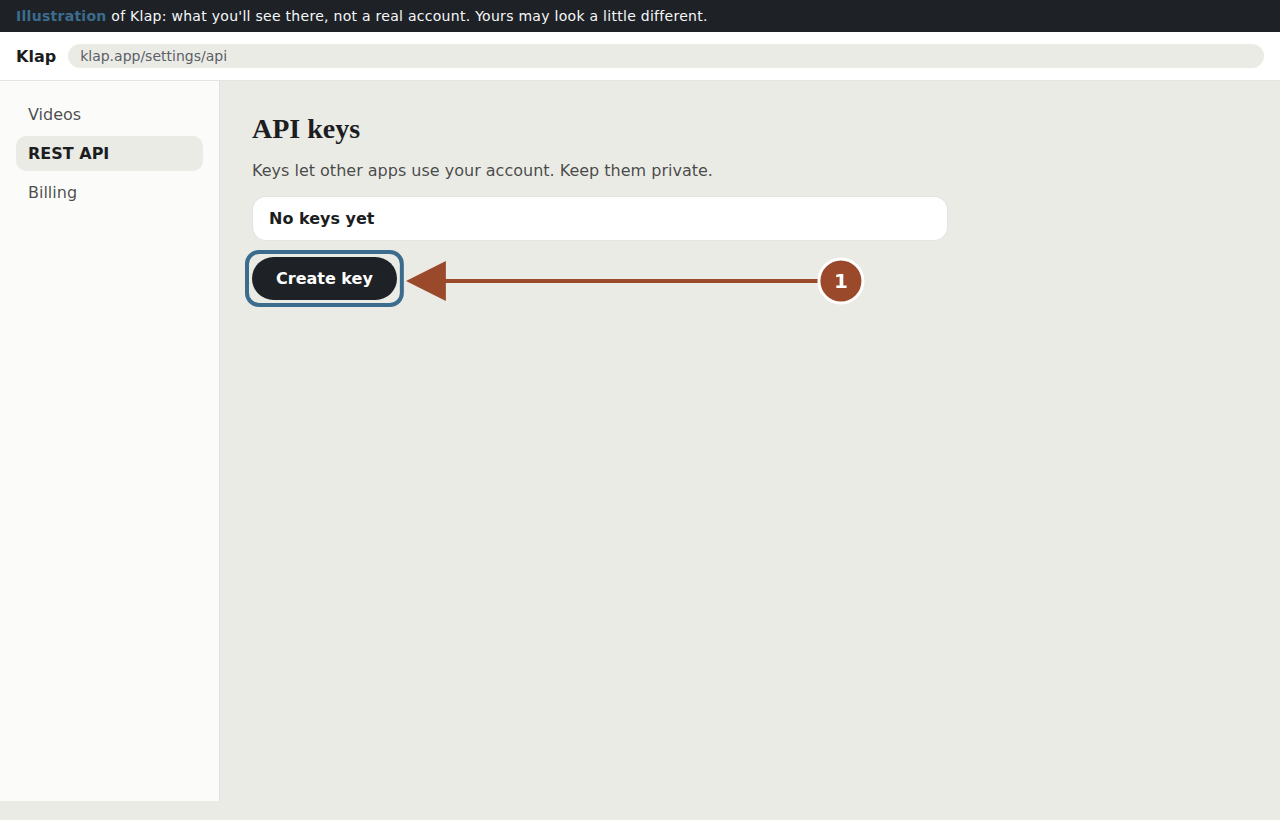 Illustration of Klap: what you'll see there, not a real account. Yours may look a little different.
Klap
klap.app/settings/api
Videos
REST API
Billing
API keys
Keys let other apps use your account. Keep them private.
No keys yet
Create key
1